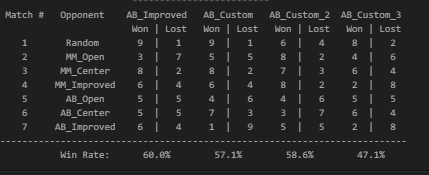 Match #   Opponent    AB_Improved   AB_Custom   AB_Custom_2  AB_Custom_3
Won | Lost   Won | Lost   Won | Lost   Won | Lost
1       Random      9  |  1     9  |  1     6  |  4     8  |  2
2       MM_Open     3  |  7     5  |  5     8  |  2     4  |  6
3      MM_Center    8  |  2     8  |  2     7  |  3     6  |  4
4     MM_Improved   6  |  4     6  |  4     8  |  2     2  |  8
5       AB_Open     5  |  5     6  |  4     4  |  6     5  |  5
6      AB_Center    5  |  5     7  |  3     3  |  7     6  |  4
7     AB_Improved   6  |  4     1  |  9     5  |  5     2  |  8
--------------------------------------------------------------------------
Win Rate:      60.0%        57.1%        58.6%        47.1%